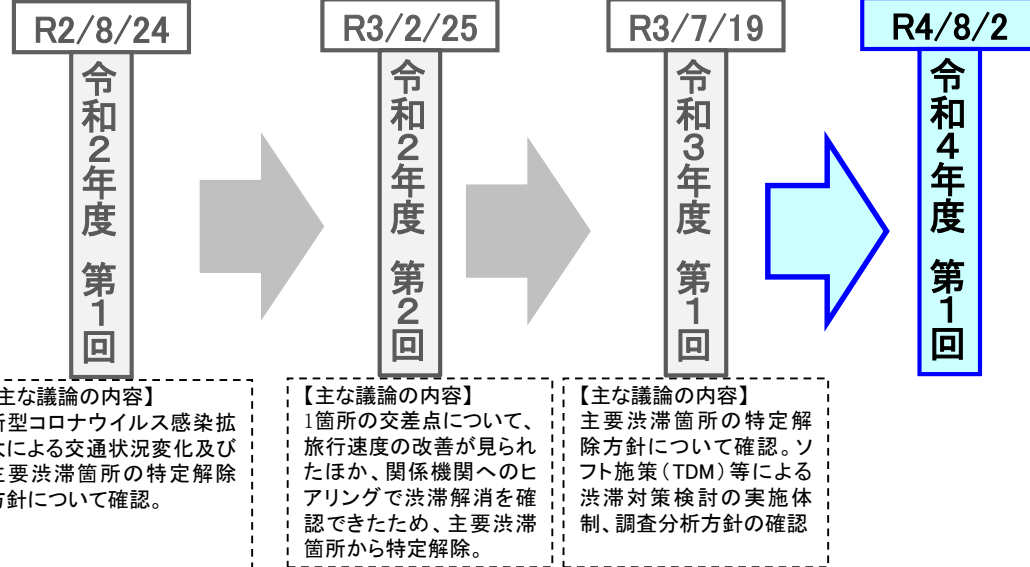 R2/8/24
R3/2/25
R3/7/19
R4/8/2
令和2年度 第1回
令和2年度 第2回
令和3年度 第1回
令和4年度 第1回
主な議論の内容】
新型コロナウイルス感染拡
大による交通状況変化及び
主要渋滞箇所の特定解除
方針について確認。
【主な議論の内容】
1箇所の交差点について、
旅行速度の改善が見られ
たほか、関係機関へのヒ
アリングで渋滞解消を確
認できたため、主要渋滞
箇所から特定解除。
【主な議論の内容】
主要渋滞箇所の特定解
除方針について確認。ソ
フト施策（TDM）等による
渋滞対策検討の実施体
制、調査分析方針の確認